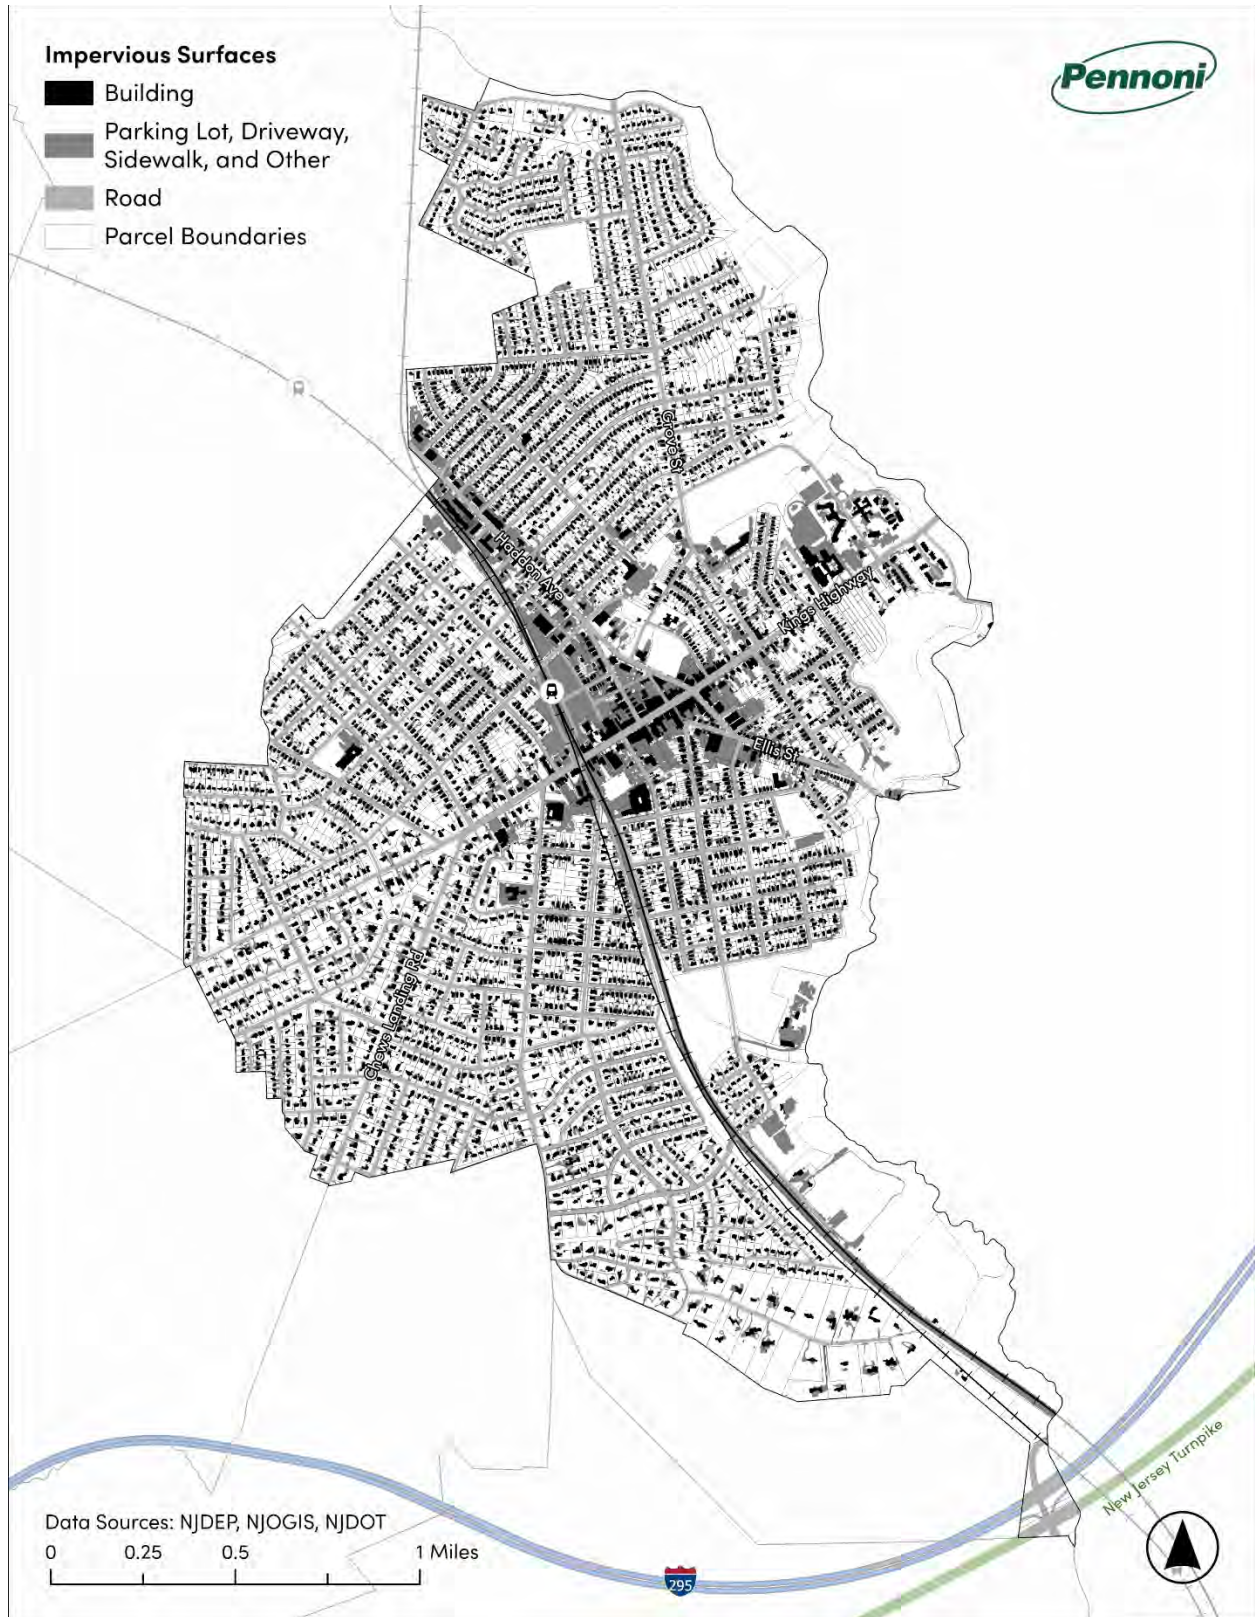 Impervious Surfaces
Building
Parking Lot, Driveway,
Sidewalk, and Other
Road
Parcel Boundaries
Pennoni
Grove St
Haddon Ave
Kings Highway
Ellis St
Chews Landing Rd
New Jersey Turnpike
Data Sources: NJDEP, NJOGIS, NJDOT
0 0.25 0.5 1 Miles
295